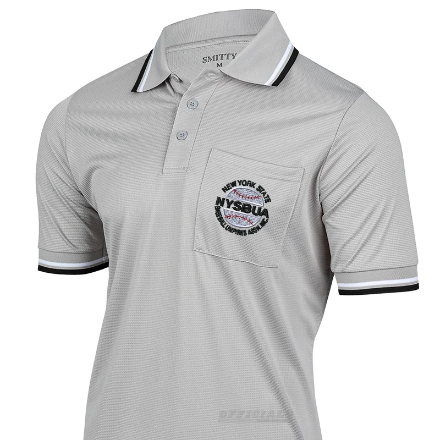 SMITTY
M
NEW YORK STATE
NYSBUA
BASEBALL UMPIRES ASSN. INC.